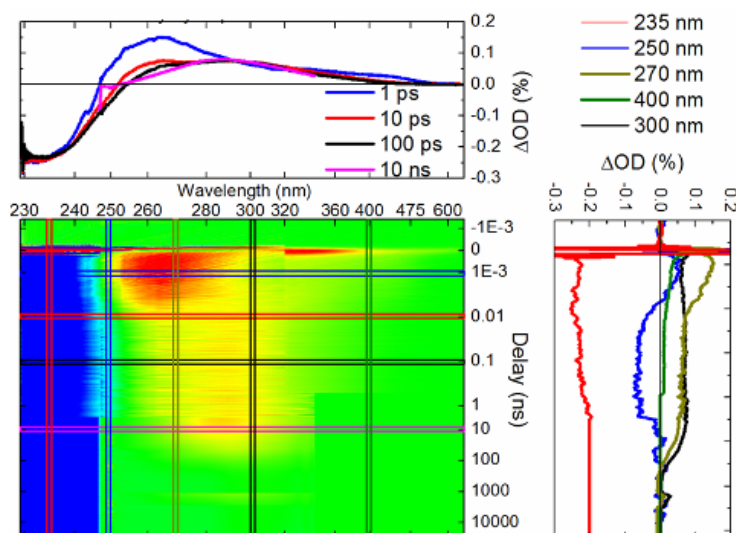 0.2
0.1
0.0
-0.1
-0.2
-0.3
ΔOD (%)
1 ps
10 ps
100 ps
10 ns
Wavelength (nm)
230 240 260 280 300 320 360 400 475 600
-1E-3
0
1E-3
0.01
0.1
1
10
100
1000
10000
Delay (ns)
235 nm
250 nm
270 nm
400 nm
300 nm
ΔOD (%)
-0.3 -0.2 -0.1 0.0 0.1 0.2